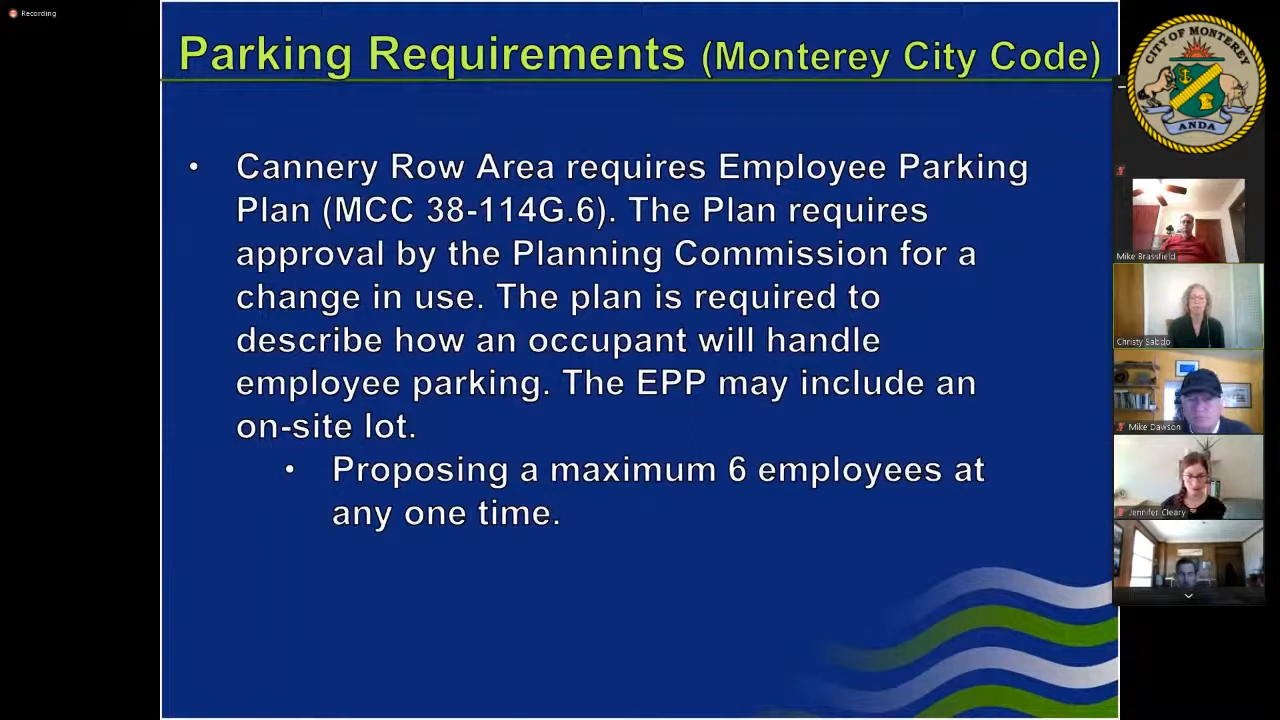 Recording
Parking Requirements (Monterey City Code)
• Cannery Row Area requires Employee Parking
Plan (MCC 38-114G.6). The Plan requires
approval by the Planning Commission for a
change in use. The plan is required to
describe how an occupant will handle
employee parking. The EPP may include an
on-site lot.
• Proposing a maximum 6 employees at
any one time.
CITY OF MONTEREY
ANDA
Mike Brassfield
Christy Sabdo
Mike Dawson
Jennifer Cleary